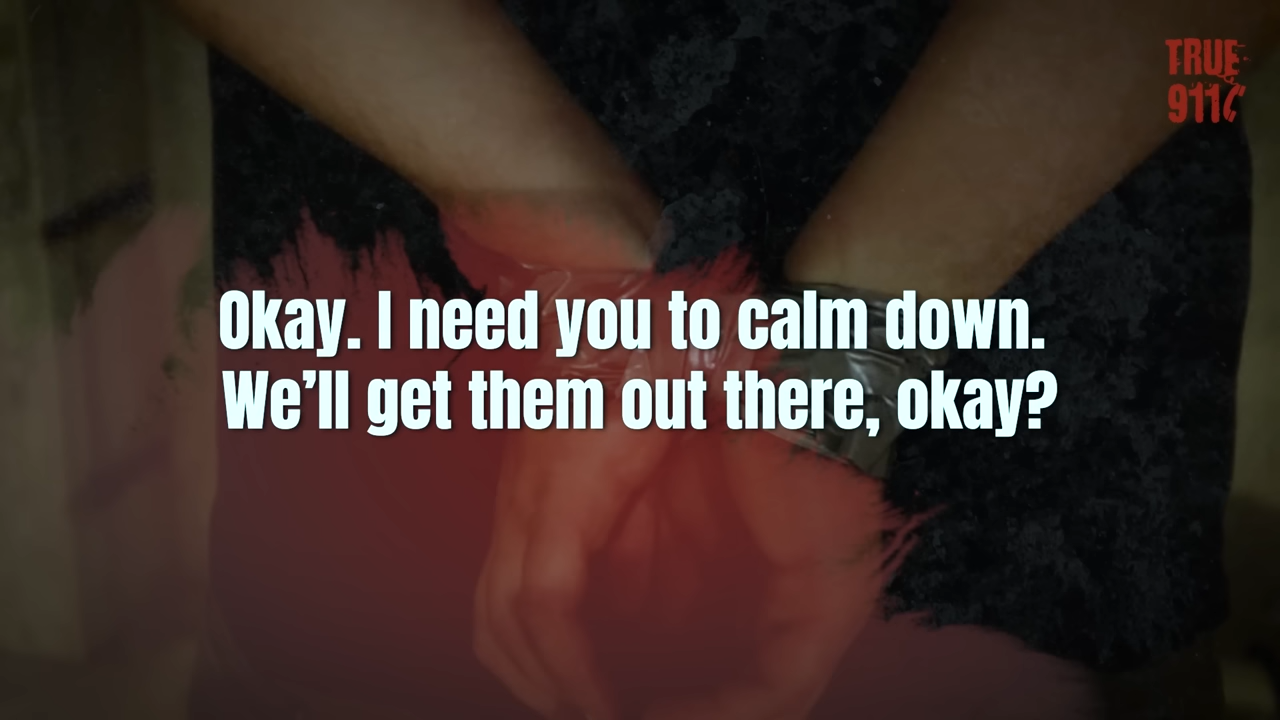 TRUE
911
Okay. I need you to calm down.
We'll get them out there, okay?